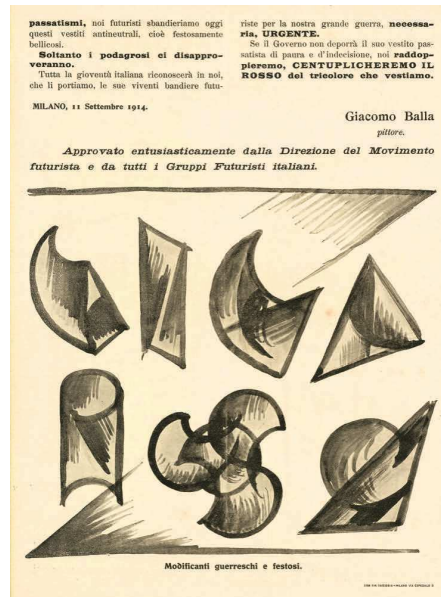 passatismi, noi futuristi sbandieriamo oggi
questi vestiti antineutrali, cioè festosamente
bellicosi.
Soltanto i podagrosi ci disappro-
veranno.
Tutta la gioventù italiana riconoscerà in noi,
che li portiamo, le sue viventi bandiere futu-
riste per la nostra grande guerra, necessa-
ria, URGENTE.
Se il Governo non deporrà il suo vestito pas-
satista di paura e d'indecisione, noi raddop-
pieremo, CENTUPLICHEREMO IL
ROSSO del tricolore che vestiamo.
MILANO, 11 Settembre 1914.
Giacomo Balla
pittore.
Approvato entusiasticamente dalla Direzione del Movimento
futurista e da tutti i Gruppi Futuristi italiani.
Modificanti guerreschi e festosi.